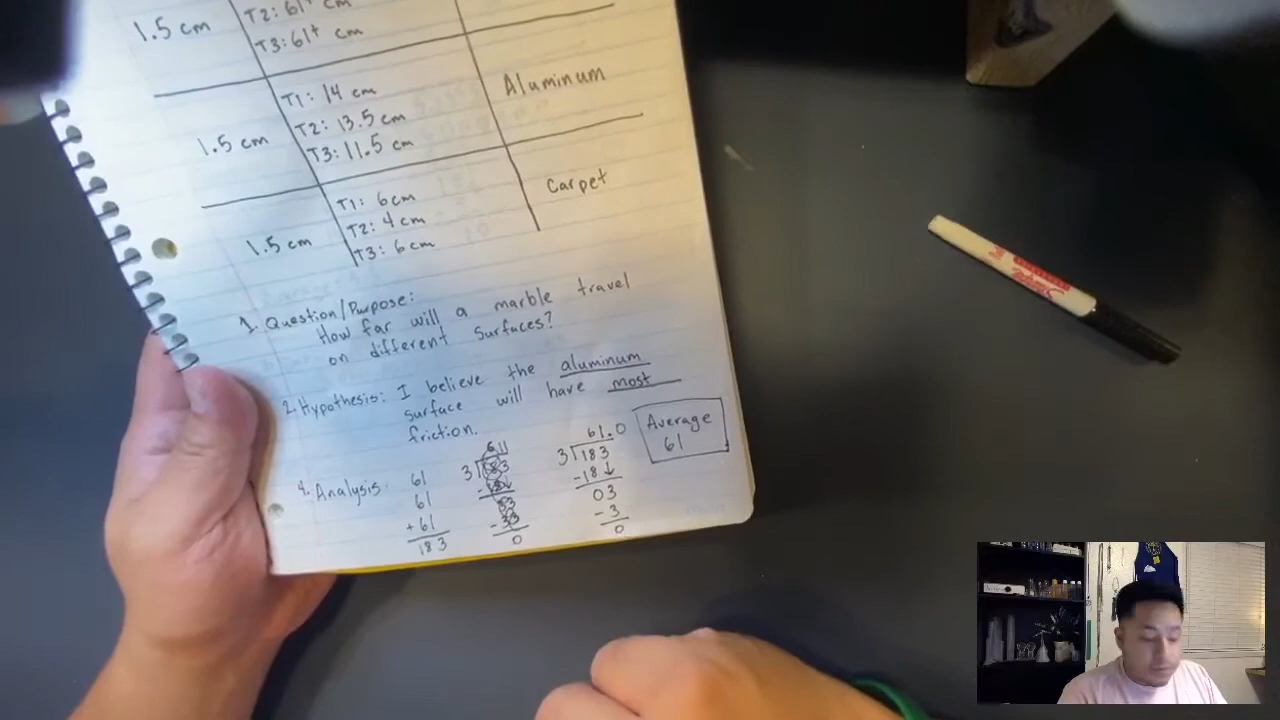 T2: 61+ cm
1.5 cm
T3: 61+ cm
T1: 14 cm
Aluminum
T2: 13.5 cm
1.5 cm
T3: 11.5 cm
T1: 6 cm
Carpet
T2: 4 cm
1.5 cm
T3: 6 cm
1. Question/Purpose:
How far will a marble travel
on different surfaces?
2. Hypothesis: I believe the aluminum
surface will have most
friction.
Average
61
4. Analysis:
61
61
+61
183
611
3
0
61.0
3 183
-18↓
03
-3
0